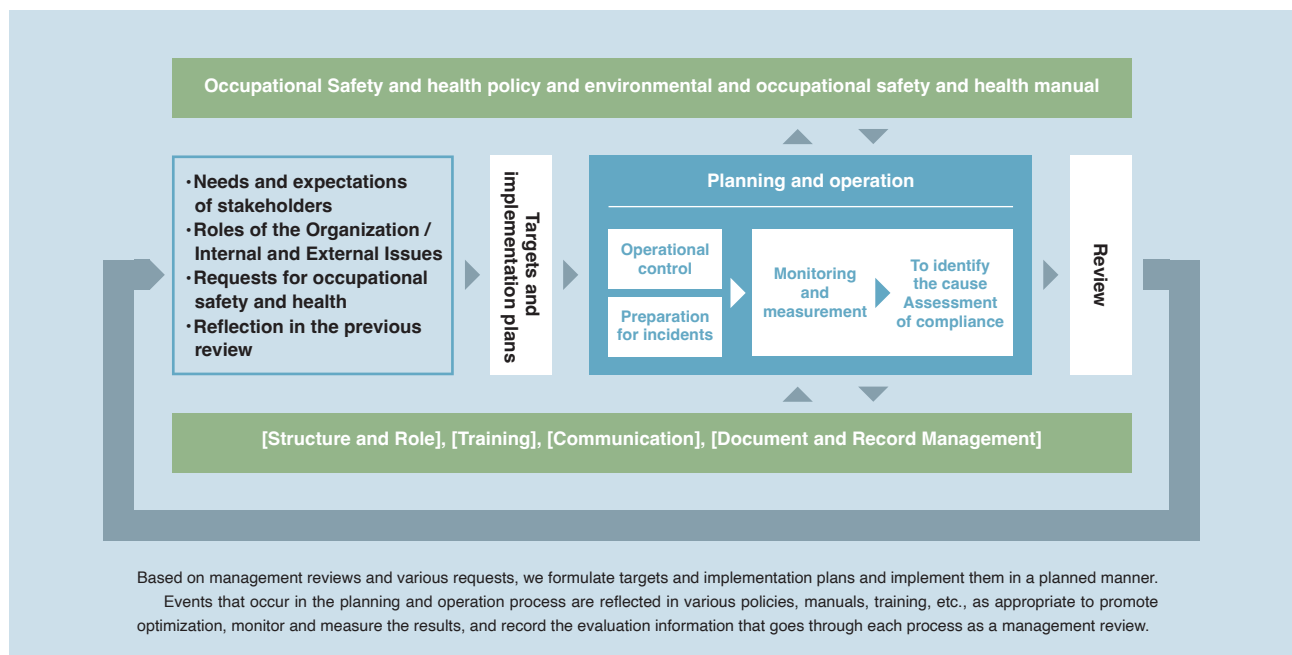 Occupational Safety and health policy and environmental and occupational safety and health manual
・Needs and expectations
of stakeholders
・Roles of the Organization /
Internal and External Issues
・Requests for occupational
safety and health
・Reflection in the previous
review
Targets and
implementation plans
Planning and operation
Operational
control
Preparation
for incidents
Monitoring
and
measurement
To identify
the cause
Assessment
of compliance
Review
[Structure and Role], [Training], [Communication], [Document and Record Management]
Based on management reviews and various requests, we formulate targets and implementation plans and implement them in a planned manner.
Events that occur in the planning and operation process are reflected in various policies, manuals, training, etc., as appropriate to promote
optimization, monitor and measure the results, and record the evaluation information that goes through each process as a management review.